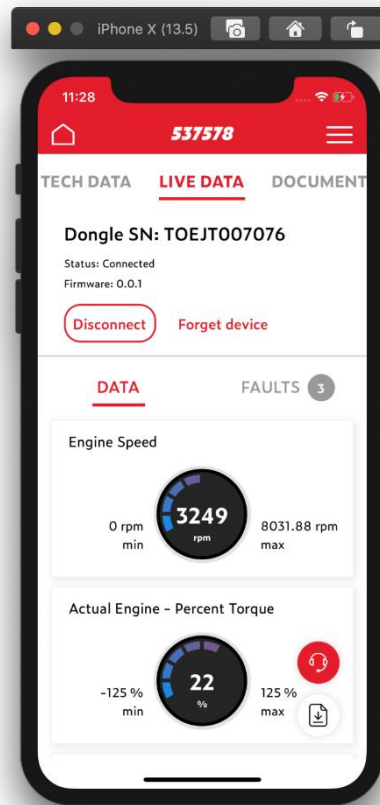 iPhone X (13.5)
11:28
537578
TECH DATA LIVE DATA DOCUMENT
Dongle SN: TOEJT007076
Status: Connected
Firmware: 0.0.1
Disconnect Forget device
DATA FAULTS 3
Engine Speed
3249
rpm
0 rpm 8031.88 rpm
min max
Actual Engine - Percent Torque
22
%
-125 % 125 %
min max